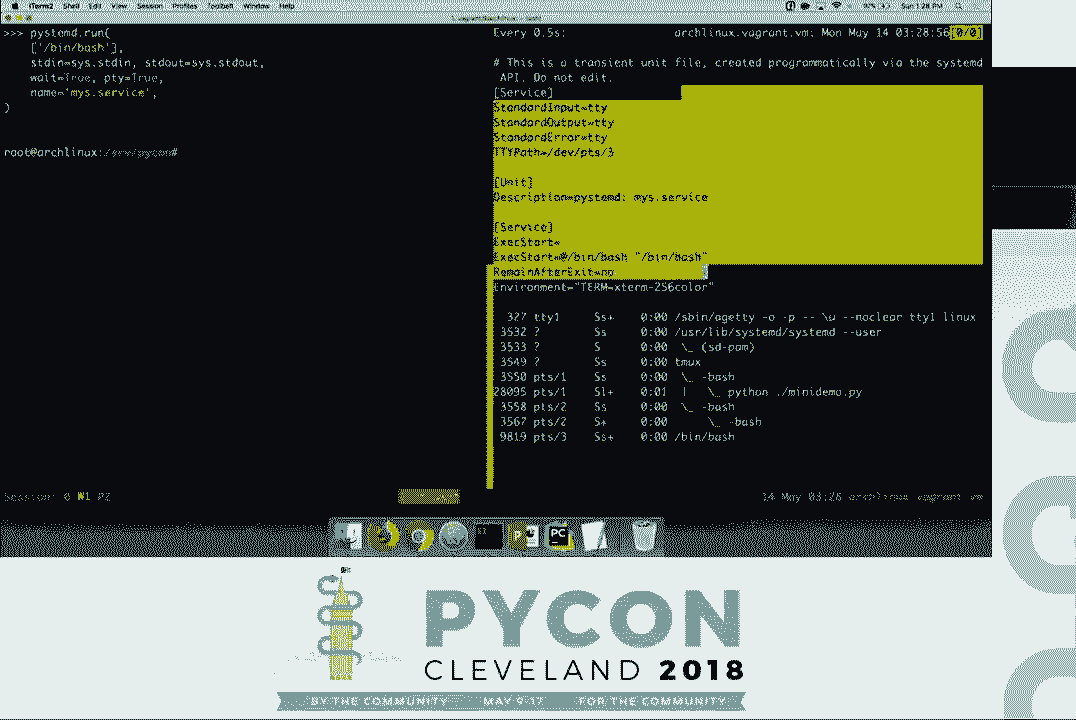 iTerm2 Shell Edit View Session Profiles Toolbelt Window Help
Sun 1:28 PM
>>> pystemd.run(
['/bin/bash'],
stdin=sys.stdin, stdout=sys.stdout,
wait=True, pty=True,
name='mys.service',
)
root@archlinux:/srv/pycon#
Every 0.5s: archlinux.vagrant.vm: Mon May 14 03:28:56[0/0]
# This is a transient unit file, created programmatically via the systemd
API. Do not edit.
[Service]
StandardInput=tty
StandardOutput=tty
StandardError=tty
TTYPath=/dev/pts/3
[Unit]
Description=pystemd: mys.service
[Service]
ExecStart=
ExecStart=@/bin/bash "/bin/bash"
RemainAfterExit=no
Environment="TERM=xterm-256color"
327 tty1 Ss+ 0:00 /sbin/agetty -o -p -- \u --noclear tty1 linux
3532 ? Ss 0:00 /usr/lib/systemd/systemd --user
3533 ? S 0:00 \_ (sd-pam)
3549 ? Ss 0:00 tmux
3550 pts/1 Ss 0:00 \_ -bash
28095 pts/1 Sl+ 0:01 | \_ python ./minidemo.py
3558 pts/2 Ss 0:00 \_ -bash
3567 pts/2 S+ 0:00 \_ -bash
9819 pts/3 Ss+ 0:00 /bin/bash
Session: 0 W1 P2
14 May 03:28 archlinux.vagrant.vm
PYCON
CLEVELAND 2018
BY THE COMMUNITY MAY 9-17 FOR THE COMMUNITY